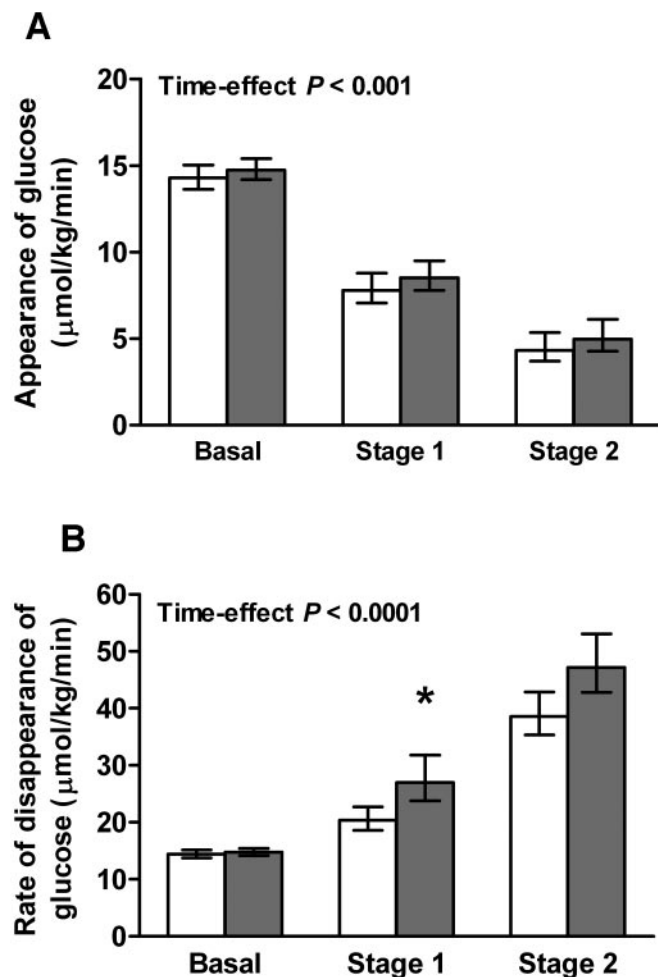 A
Time-effect P < 0.001
Appearance of glucose
(μmol/kg/min)
20
15
10
5
0
Basal Stage 1 Stage 2
B
Time-effect P < 0.0001
Rate of disappearance of
glucose (μmol/kg/min)
60
50
40
30
20
10
0
*
Basal Stage 1 Stage 2